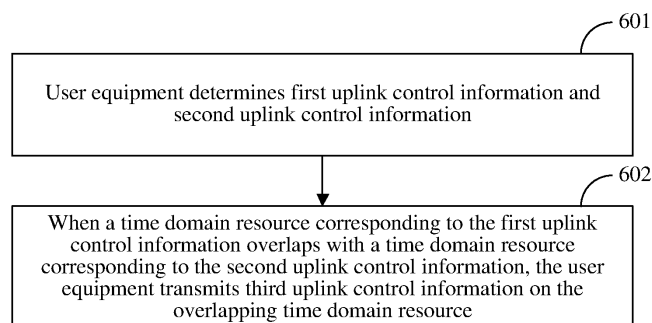 601
User equipment determines first uplink control information and
second uplink control information
602
When a time domain resource corresponding to the first uplink
control information overlaps with a time domain resource
corresponding to the second uplink control information, the user
equipment transmits third uplink control information on the
overlapping time domain resource